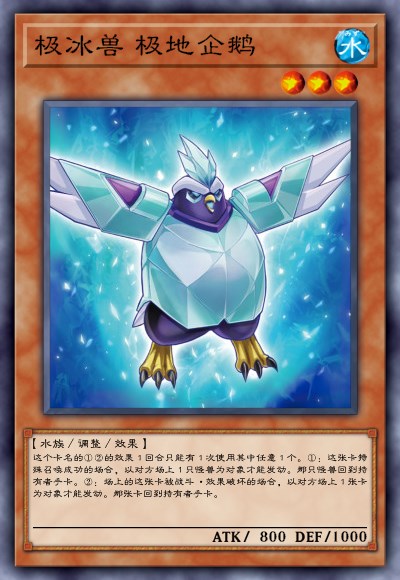 极冰兽 极地企鹅
水
【水族／调整／效果】
这个卡名的①②的效果1回合只能有1次使用其中任意1个。①：这张卡特
殊召唤成功的场合，以对方场上1只怪兽为对象才能发动。那只怪兽回到持
有者手卡。②：场上的这张卡被战斗·效果破坏的场合，以对方场上1张卡
为对象才能发动。那张卡回到持有者手卡。
ATK/ 800 DEF/1000